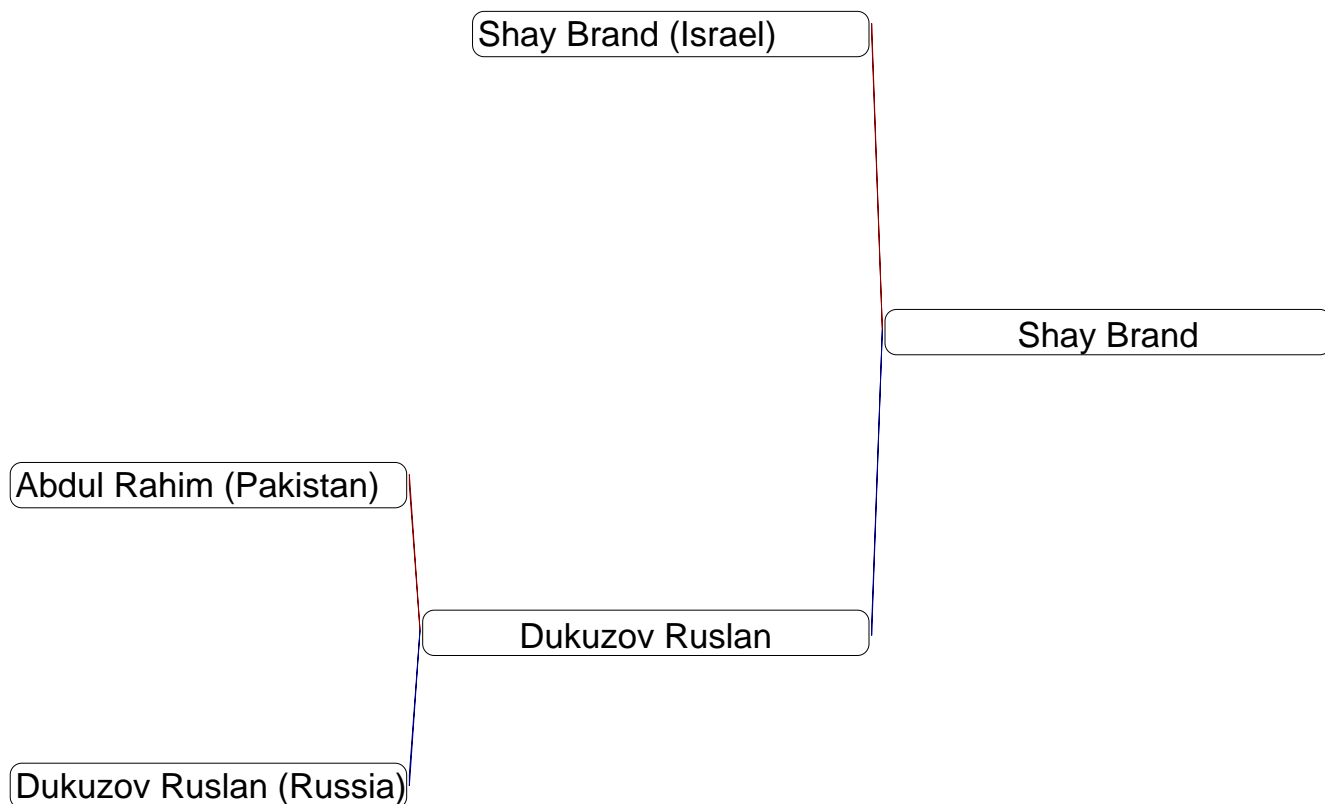 Shay Brand (Israel)
Shay Brand
Abdul Rahim (Pakistan)
Dukuzov Ruslan
Dukuzov Ruslan (Russia)